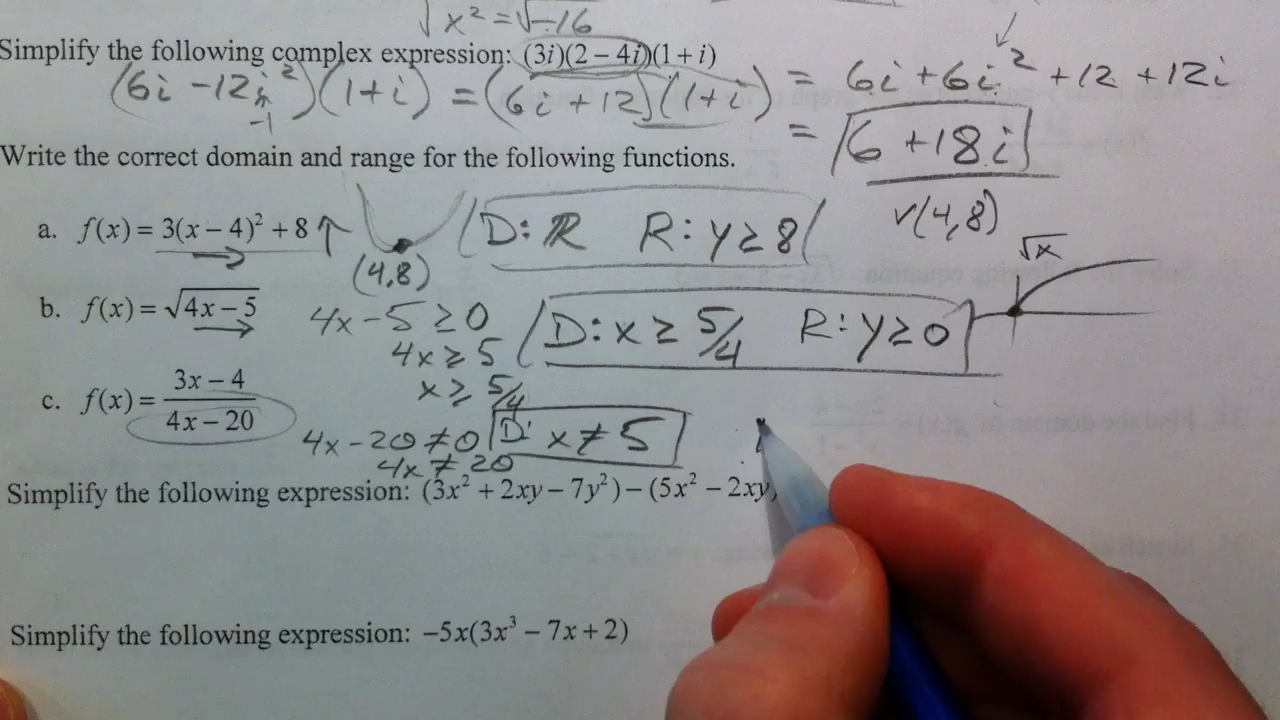 √x² = √-16
Simplify the following complex expression: (3i)(2 – 4i)(1 + i)
(6i - 12i²)(1+i) = (6i + 12)(1+i) = 6i + 6i² + 12 + 12i
-1
= 6 + 18i
Write the correct domain and range for the following functions.
a. f(x) = 3(x – 4)² + 8 ↑ D: ℝ R: y ≥ 8 V(4,8)
(4,8)
√x
b. f(x) = √4x – 5 4x - 5 ≥ 0 D: x ≥ 5/4 R: y ≥ 0
4x ≥ 5
x ≥ 5/4
c. f(x) = 3x – 4 / 4x – 20
4x - 20 ≠ 0 D: x ≠ 5
4x ≠ 20
Simplify the following expression: (3x² + 2xy – 7y²) – (5x² – 2xy
Simplify the following expression: –5x(3x³ – 7x + 2)